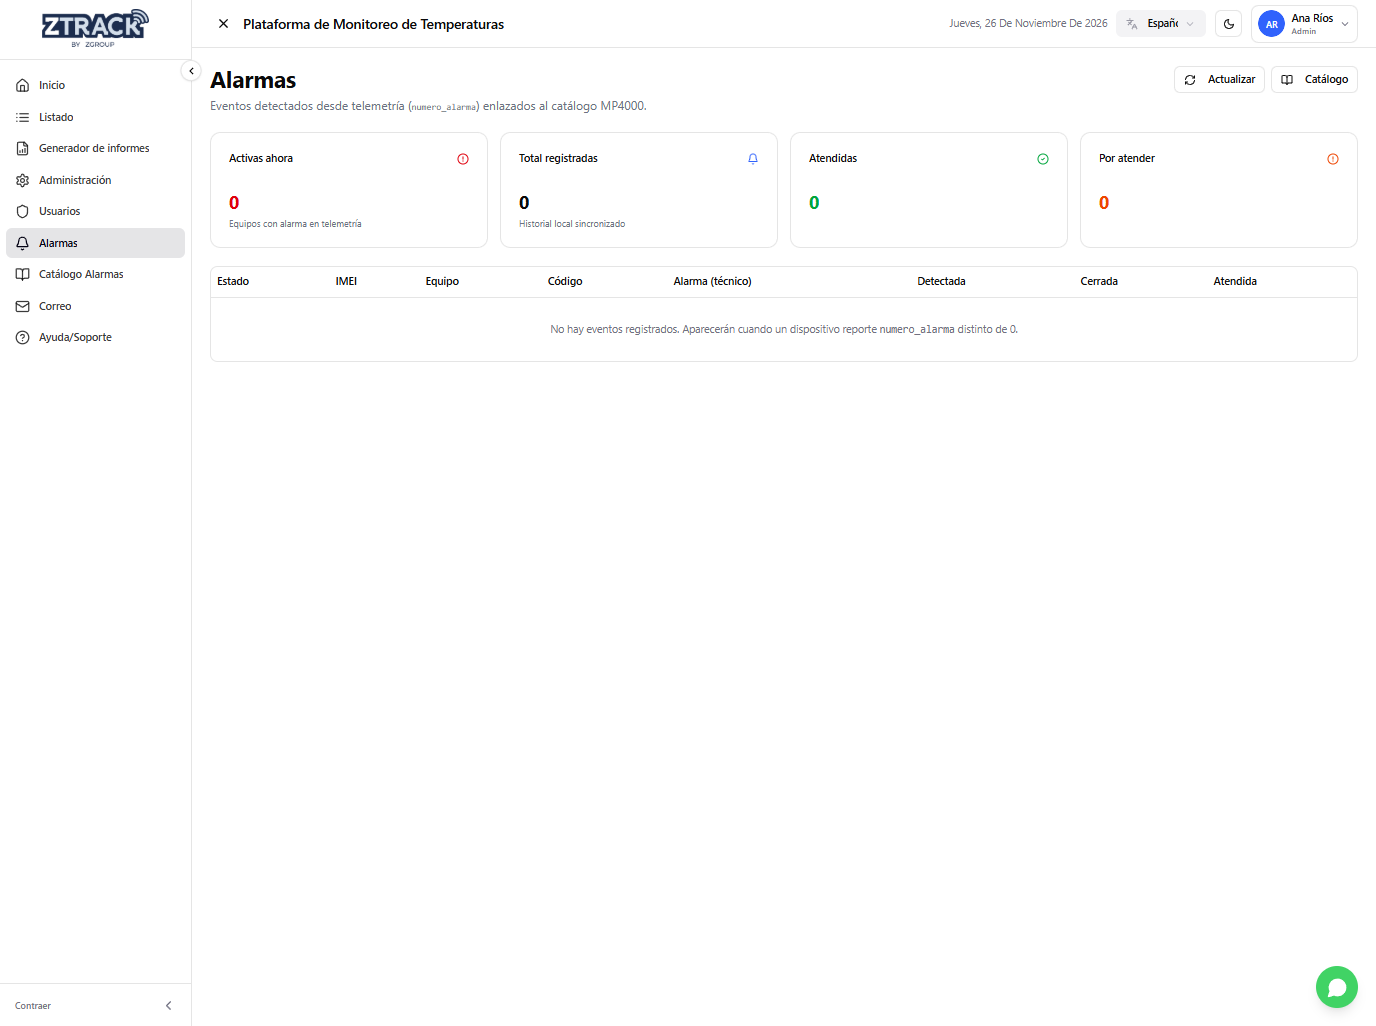 ZTRACK
BY ZGROUP
Plataforma de Monitoreo de Temperaturas
Jueves, 26 De Noviembre De 2026
Españo
AR
Ana Ríos
Admin
Inicio
Listado
Generador de informes
Administración
Usuarios
Alarmas
Catálogo Alarmas
Correo
Ayuda/Soporte
Contraer
Alarmas
Eventos detectados desde telemetría (numero_alarma) enlazados al catálogo MP4000.
Actualizar
Catálogo
Activas ahora
0
Equipos con alarma en telemetría
Total registradas
0
Historial local sincronizado
Atendidas
0
Por atender
0
Estado IMEI Equipo Código Alarma (técnico) Detectada Cerrada Atendida
No hay eventos registrados. Aparecerán cuando un dispositivo reporte numero_alarma distinto de 0.